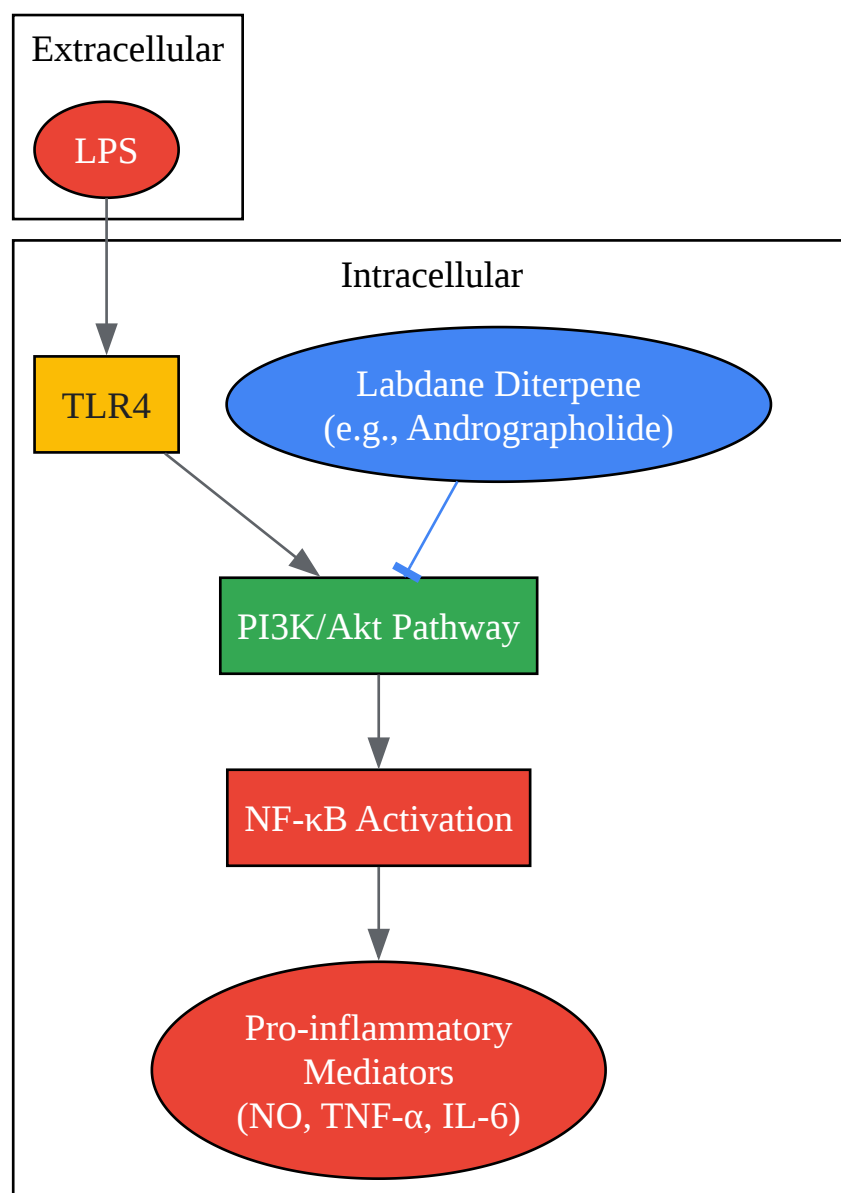 Extracellular
LPS
Intracellular
TLR4
Labdane Diterpene
(e.g., Andrographolide)
PI3K/Akt Pathway
NF-κB Activation
Pro-inflammatory
Mediators
(NO, TNF-α, IL-6)